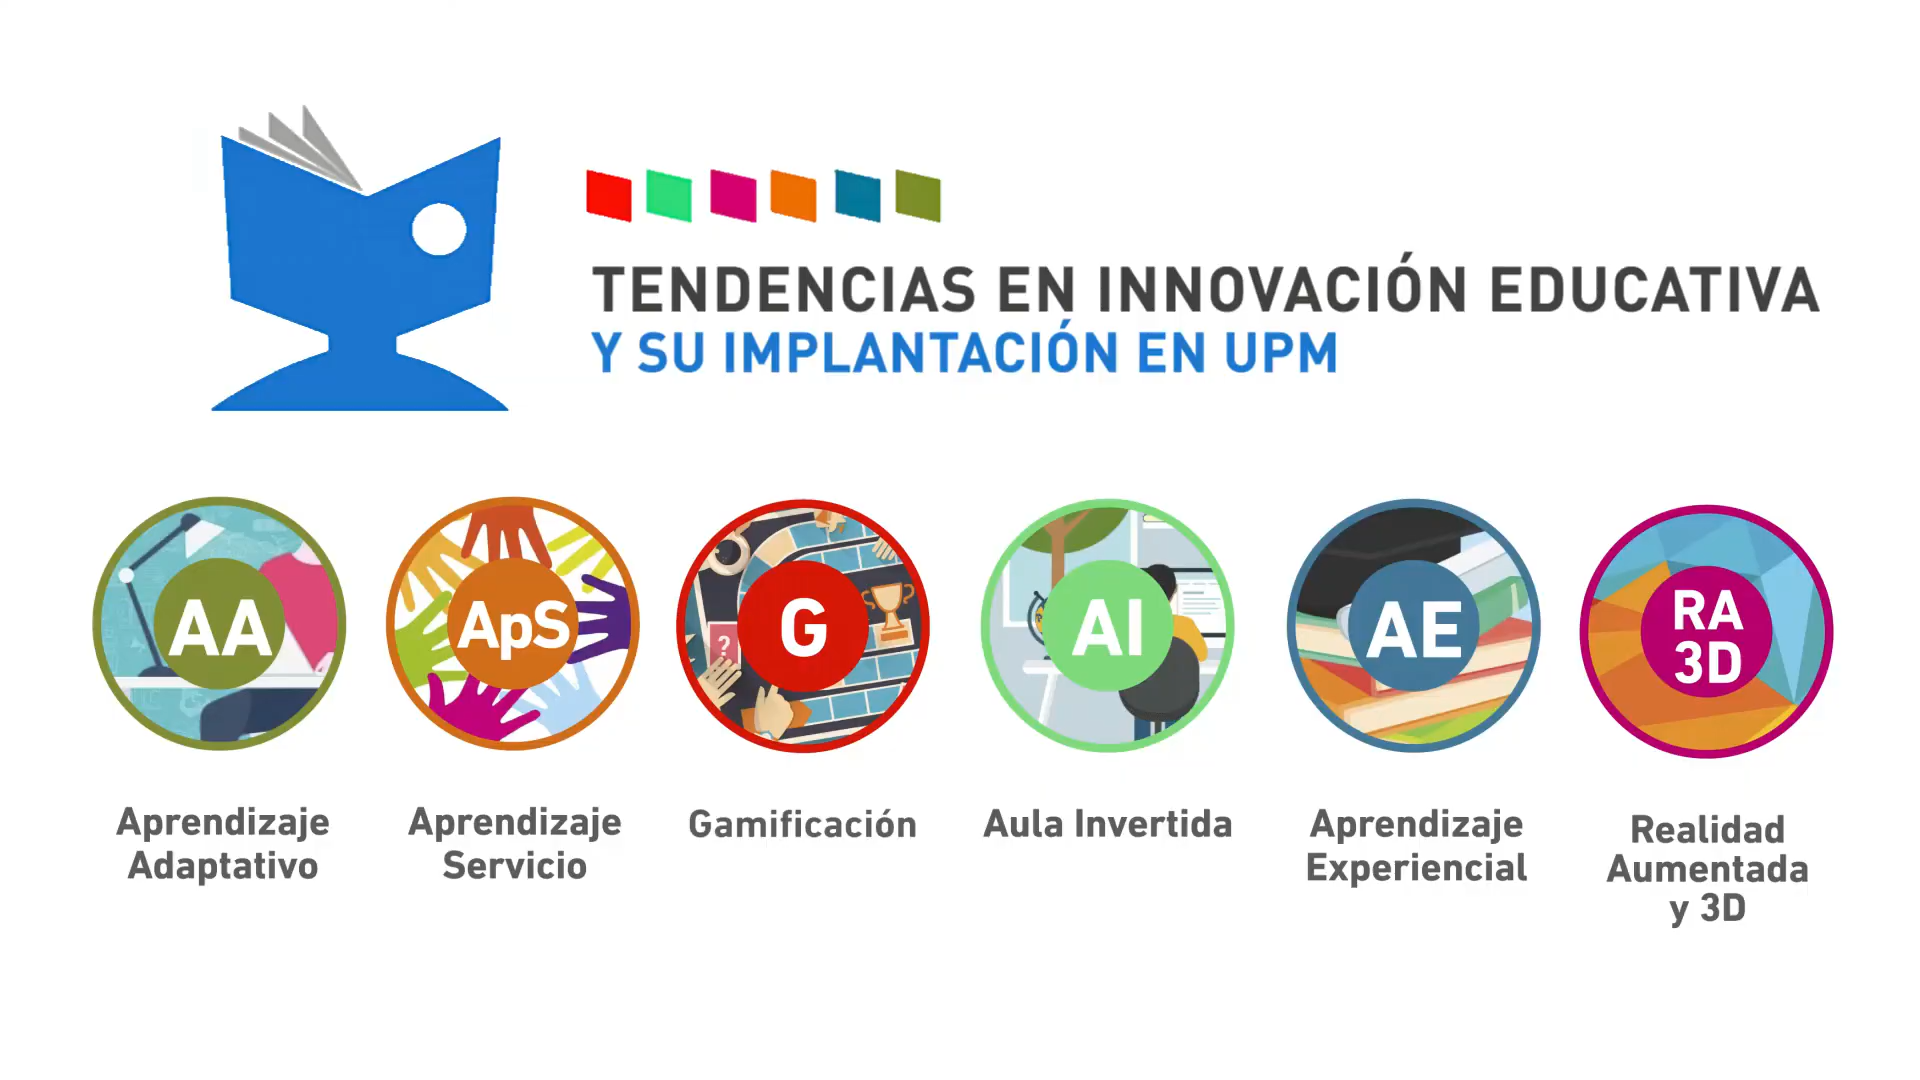 TENDENCIAS EN INNOVACIÓN EDUCATIVA
Y SU IMPLANTACIÓN EN UPM
AA
ApS
G
?
AI
AE
RA
3D
Aprendizaje
Adaptativo
Aprendizaje
Servicio
Gamificación
Aula Invertida
Aprendizaje
Experiencial
Realidad
Aumentada
y 3D